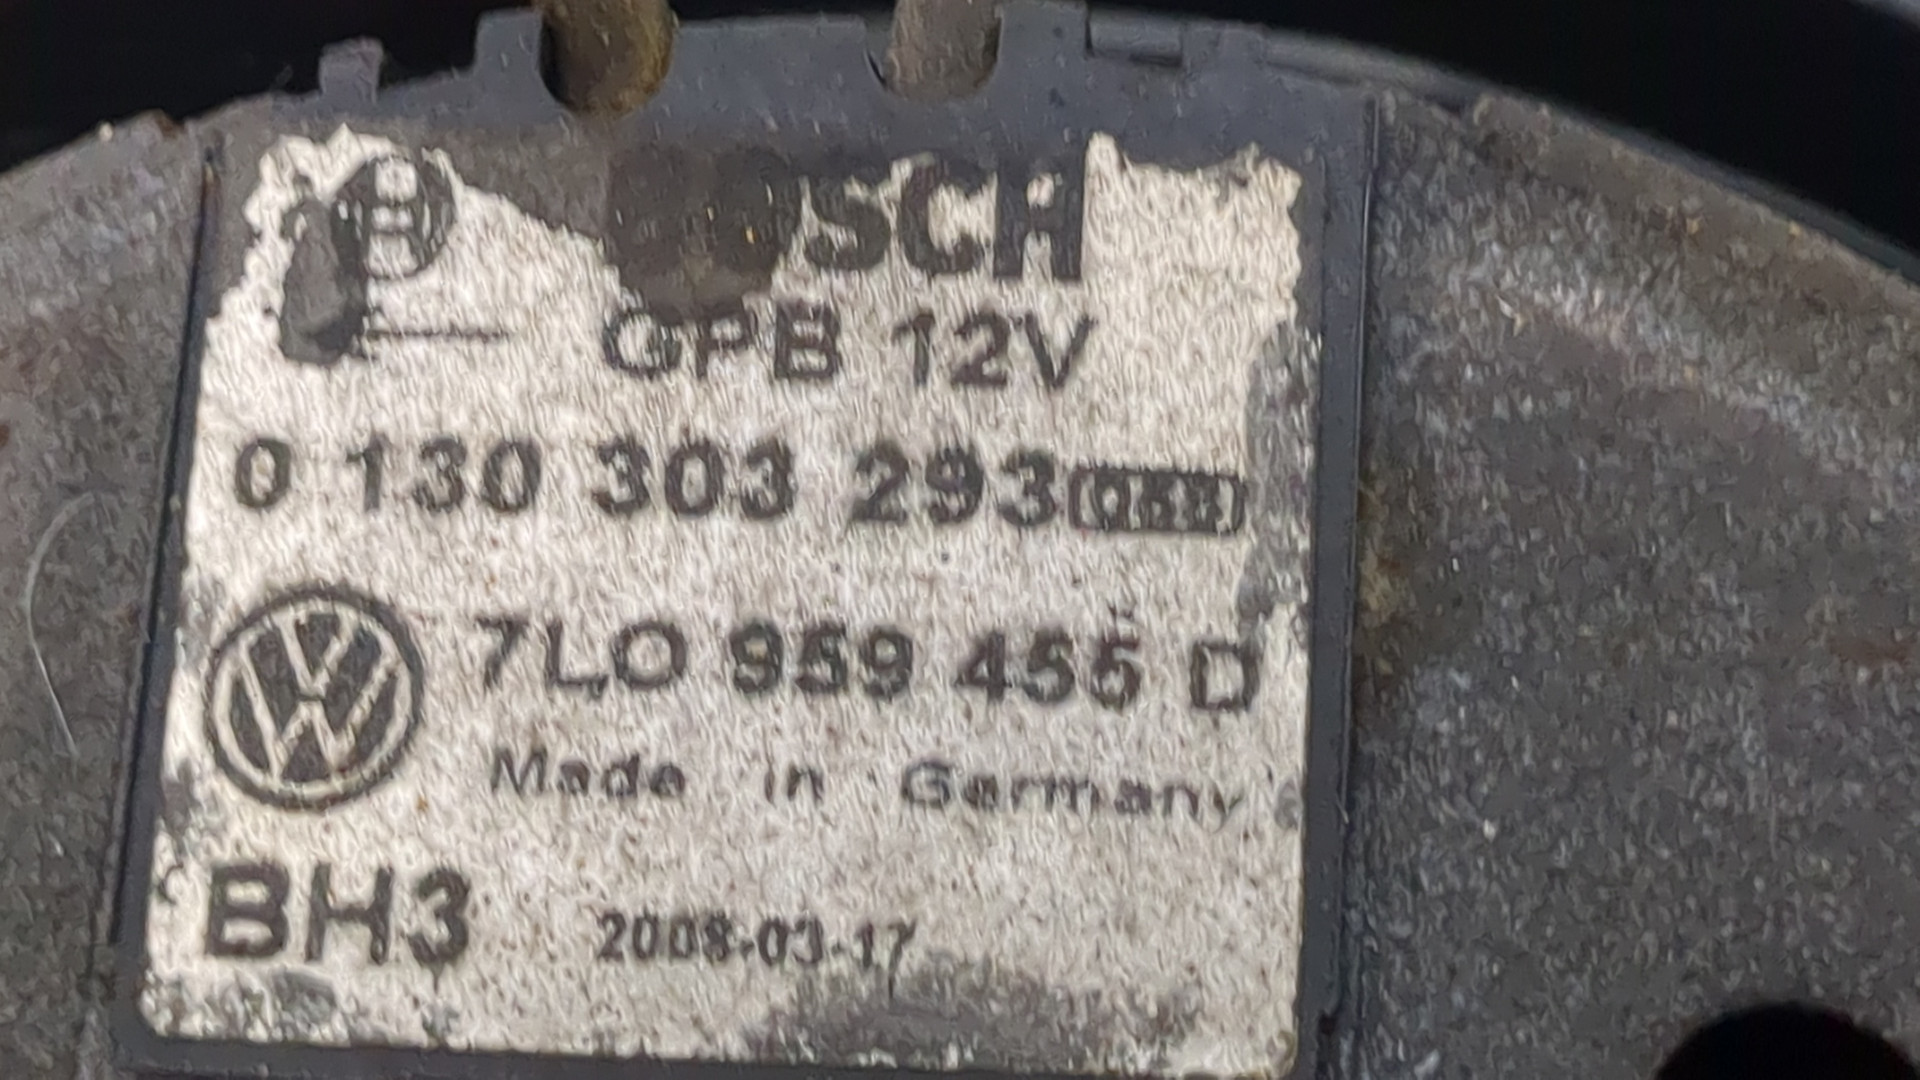 BOSCH
GPB 12V
0 130 303 293
7L0 959 455 D
Made in Germany
BH3 2008-03-17